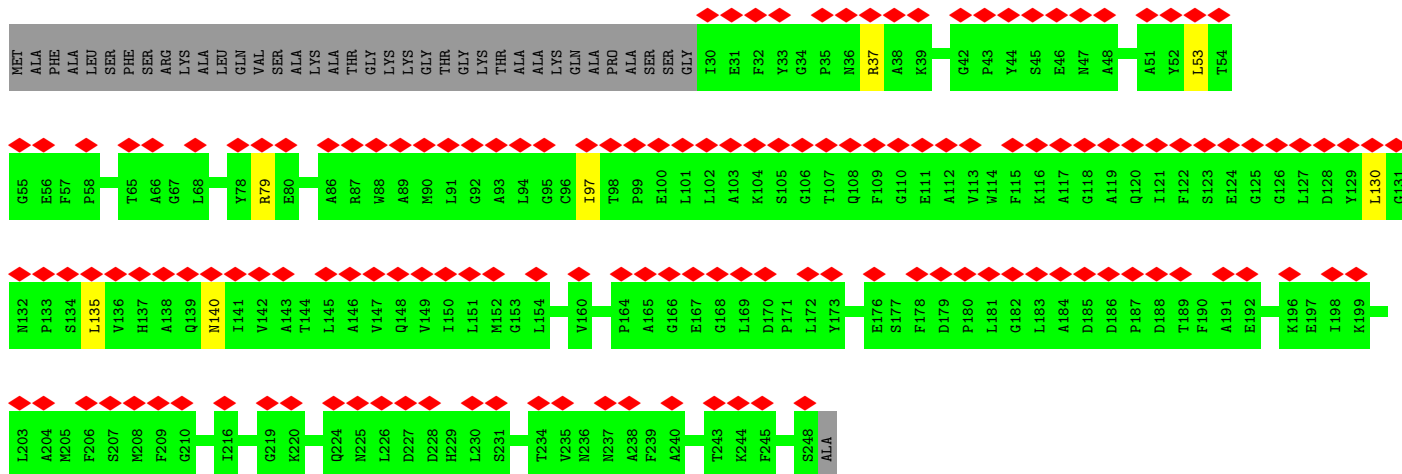 MET ALA PHE ALA LEU SER PHE SER ARG LYS ALA LEU GLN VAL SER ALA LYS ALA THR GLY LYS LYS GLY THR GLY LYS THR ALA ALA LYS GLN ALA PRO ALA SER SER GLY I30 E31 F32 Y33 G34 P35 N36 R37 A38 K39 G42 P43 Y44 S45 E46 N47 A48 A51 Y52 L53 T54
G55 E56 F57 P58 T65 A66 G67 L68 Y78 R79 E80 A86 R87 W88 A89 M90 L91 G92 A93 L94 G95 C96 I97 T98 P99 E100 L101 L102 A103 K104 S105 G106 T107 Q108 F109 G110 E111 A112 V113 W114 F115 K116 A117 G118 A119 Q120 I121 F122 S123 E124 G125 G126 L127 D128 Y129 L130 G131
N132 P133 S134 L135 V136 H137 A138 Q139 N140 I141 V142 A143 T144 L145 A146 V147 Q148 V149 I150 L151 M152 G153 L154 V160 P164 A165 G166 E167 G168 L169 D170 P171 L172 Y173 E176 S177 F178 D179 P180 L181 G182 L183 A184 D185 D186 P187 D188 T189 F190 A191 E192 K196 E197 I198 K199
L203 A204 M205 F206 S207 M208 F209 G210 I216 G219 K220 Q224 N225 L226 D227 D228 H229 L230 S231 T234 V235 N236 N237 A238 F239 A240 T243 K244 F245 S248 ALA